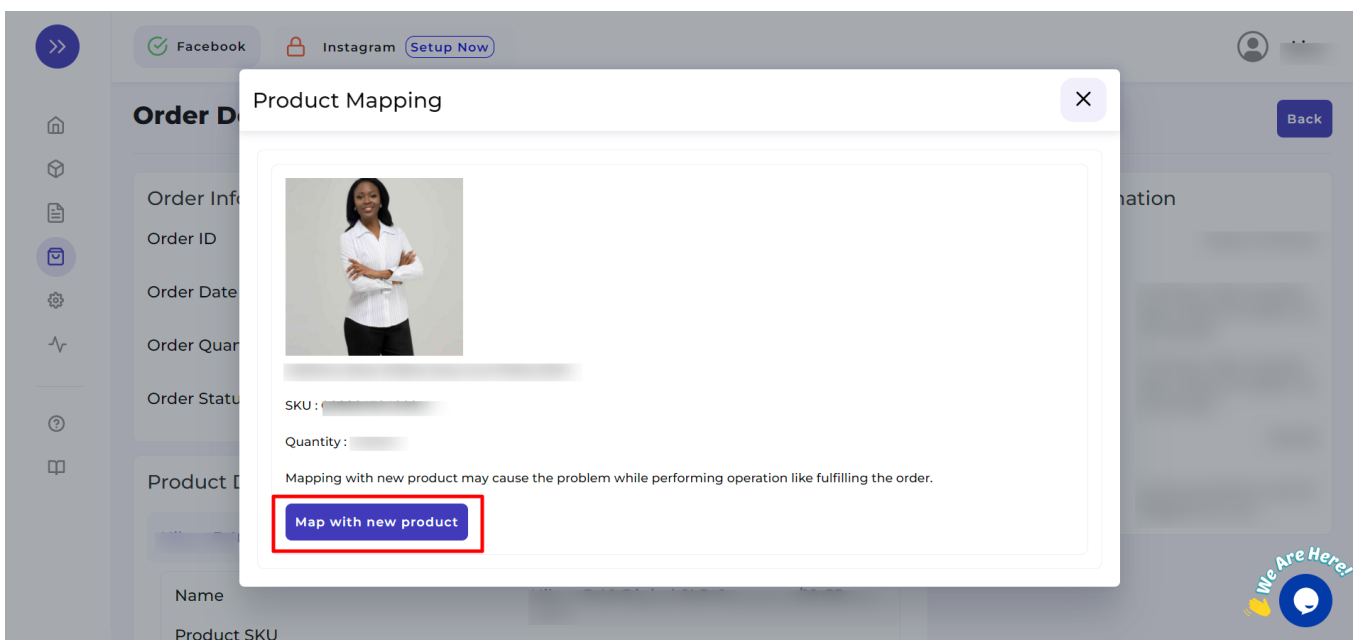 Facebook
Instagram Setup Now
Product Mapping
Order D
Back
Order Info
ation
Order ID
Order Date
Order Quan
Order Statu
SKU :
Quantity :
Mapping with new product may cause the problem while performing operation like fulfilling the order.
Product D
Map with new product
We Are Here!
Name
Product SKU